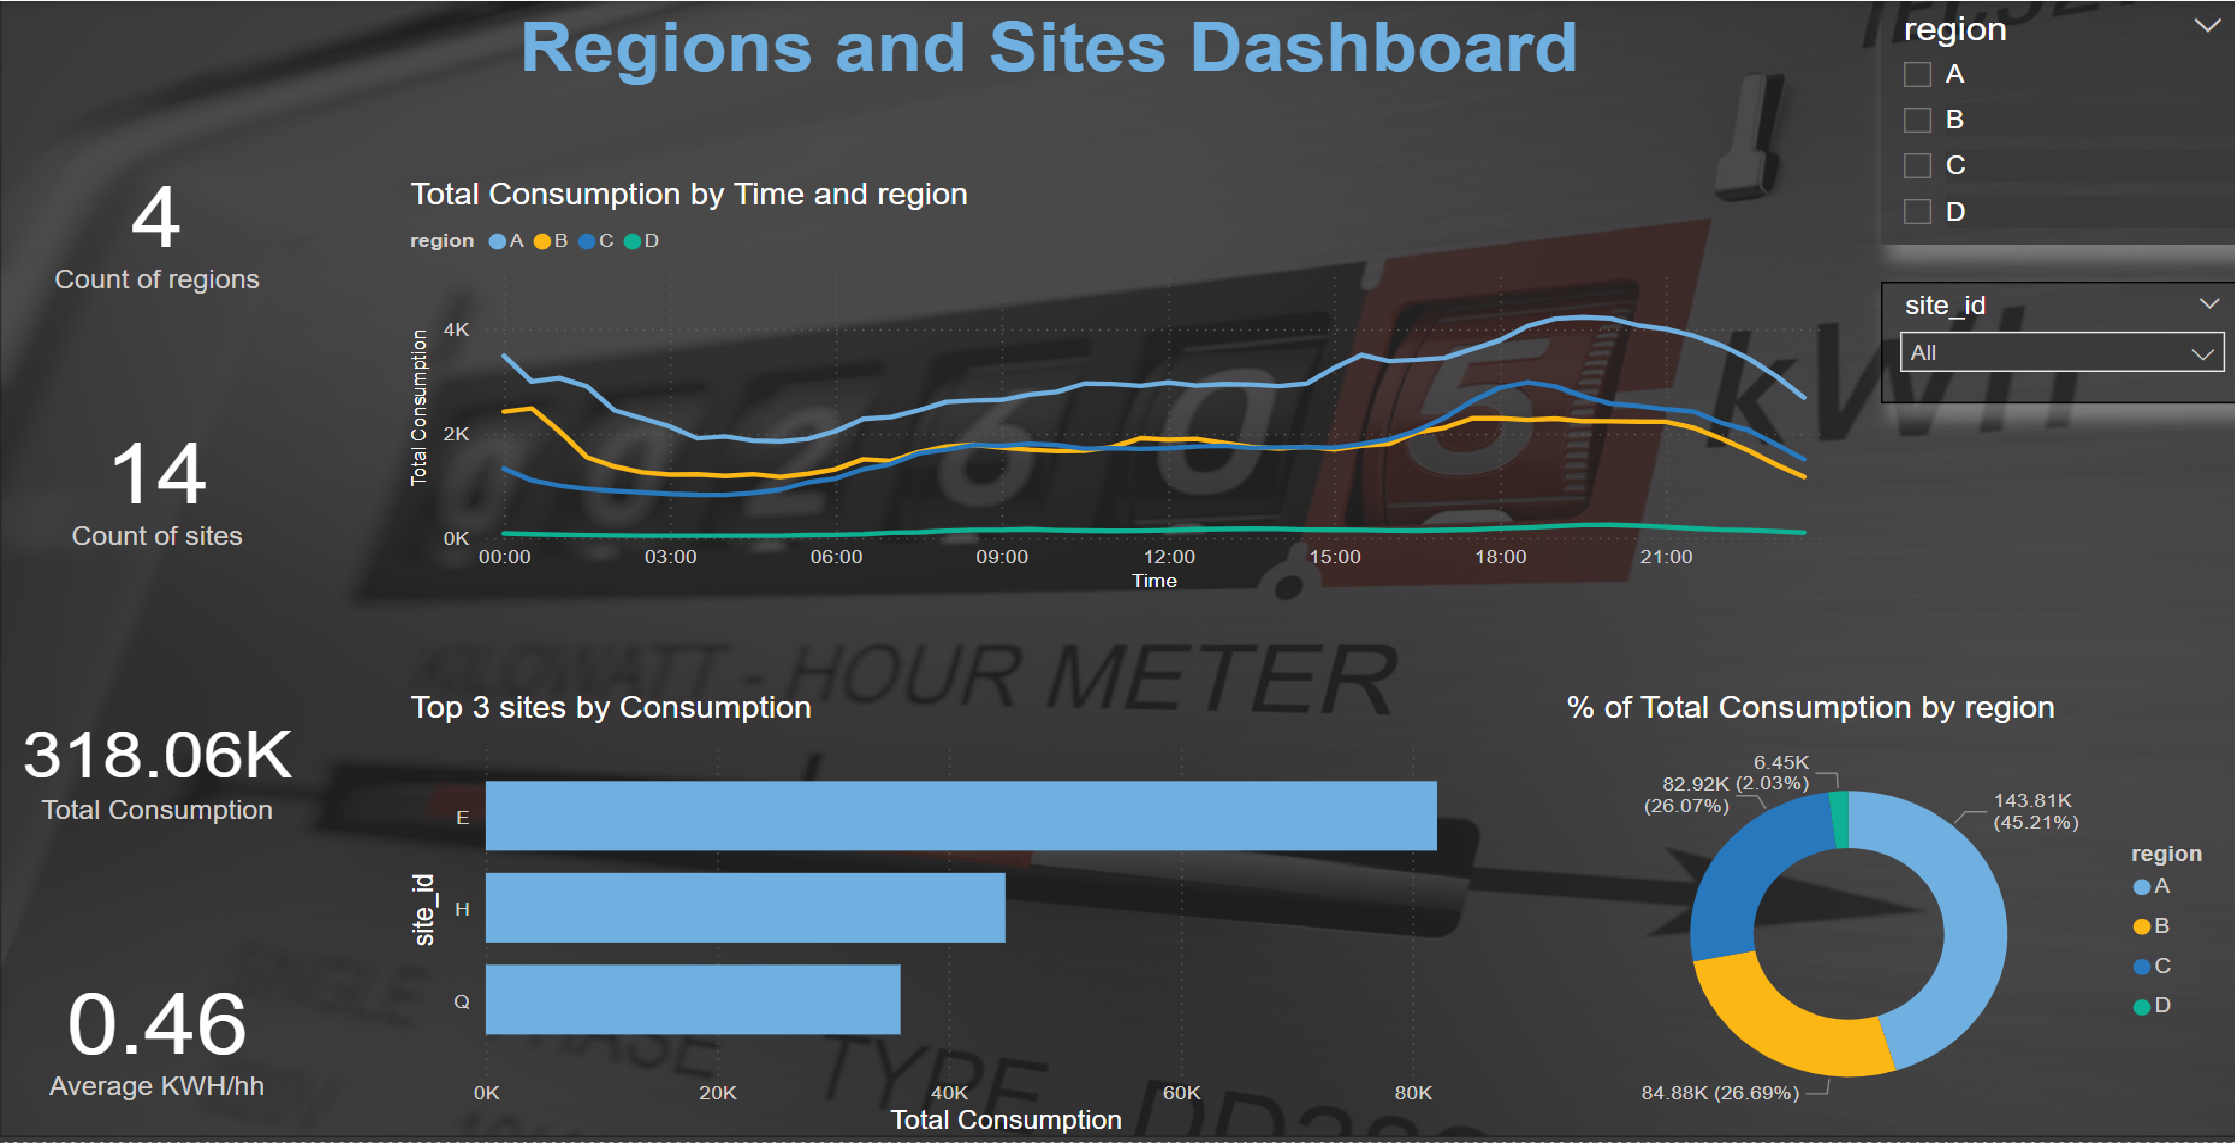 Regions and Sites Dashboard
region
A
B
C
D
site_id
All
4
Count of regions
14
Count of sites
318.06K
Total Consumption
0.46
Average KWH/hh
Total Consumption by Time and region
region A B C D
Total Consumption
4K
2K
0K
00:00 03:00 06:00 09:00 12:00 15:00 18:00 21:00
Time
Top 3 sites by Consumption
site_id
E
H
Q
0K 20K 40K 60K 80K
Total Consumption
% of Total Consumption by region
6.45K
(2.03%)
82.92K
(26.07%)
143.81K
(45.21%)
84.88K (26.69%)
region
A
B
C
D
kWh
KILOWATT - HOUR METER
SINGLE
PHASE
TYPE